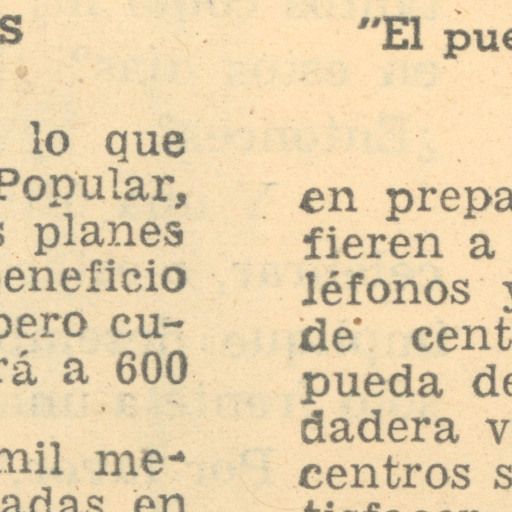 s
lo que
Popular,
s planes
beneficio
pero cu-
rá a 600
mil me-
adas en
"El pue
en prepa
fieren a
léfonos y
de cent
pueda de
dadera v
centros s
tisfacer